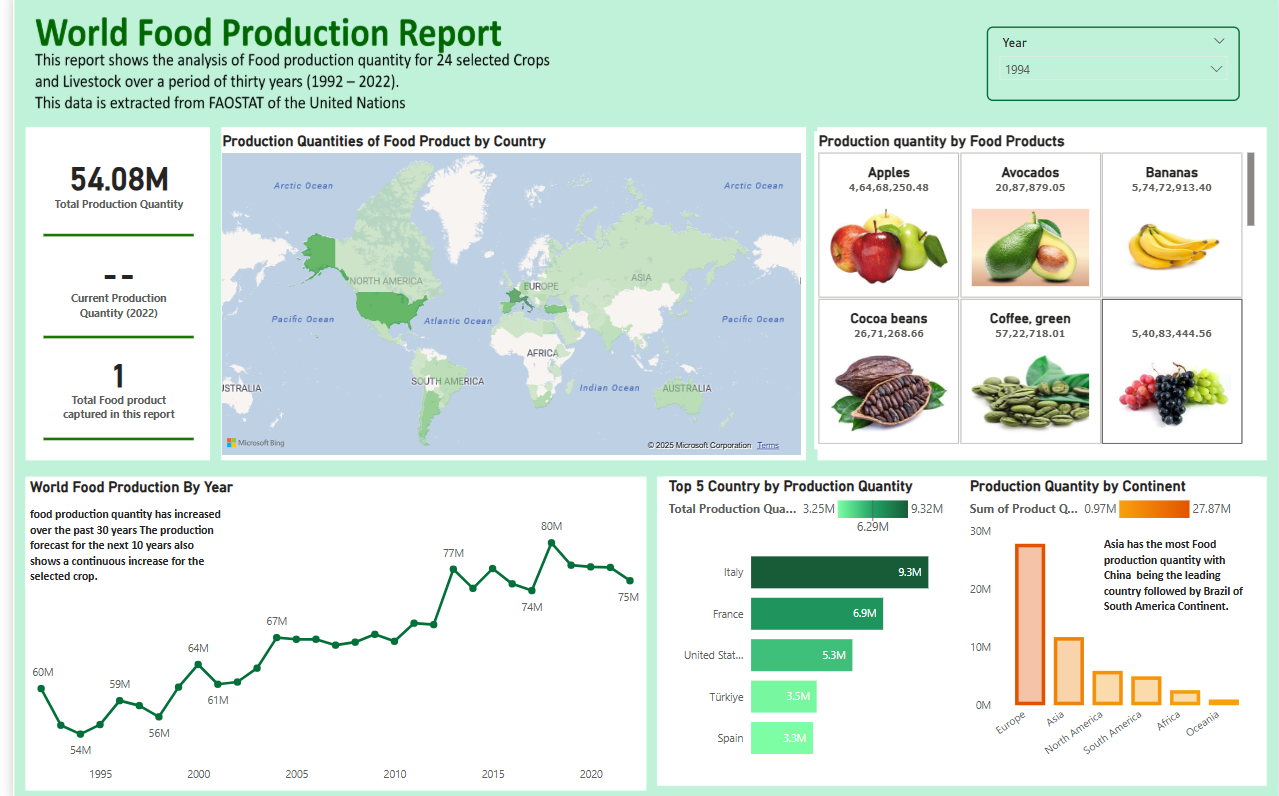 World Food Production Report
This report shows the analysis of Food production quantity for 24 selected Crops
and Livestock over a period of thirty years (1992 – 2022).
This data is extracted from FAOSTAT of the United Nations
Year
1994
54.08M
Total Production Quantity
--
Current Production
Quantity (2022)
1
Total Food product
captured in this report
Production Quantities of Food Product by Country
Arctic Ocean
Arctic Ocean
NORTH AMERICA
EUROPE
ASIA
Pacific Ocean
Atlantic Ocean
Pacific Ocean
AFRICA
SOUTH AMERICA
Indian Ocean
USTRALIA
AUSTRALIA
Microsoft Bing
© 2025 Microsoft Corporation Terms
Production quantity by Food Products
Apples
4,64,68,250.48
Avocados
20,87,879.05
Bananas
5,74,72,913.40
Cocoa beans
26,71,268.66
Coffee, green
57,22,718.01
5,40,83,444.56
World Food Production By Year
food production quantity has increased
over the past 30 years The production
forecast for the next 10 years also
shows a continuous increase for the
selected crop.
60M
54M
59M
56M
64M
61M
67M
77M
74M
80M
75M
1995
2000
2005
2010
2015
2020
Top 5 Country by Production Quantity
Total Production Qua...
3.25M
9.32M
6.29M
Italy
9.3M
France
6.9M
United Stat...
5.3M
Türkiye
3.5M
Spain
3.3M
Production Quantity by Continent
Sum of Product Q...
0.97M
27.87M
30M
20M
10M
0M
Asia has the most Food
production quantity with
China being the leading
country followed by Brazil of
South America Continent.
Europe
Asia
North America
South America
Africa
Oceania